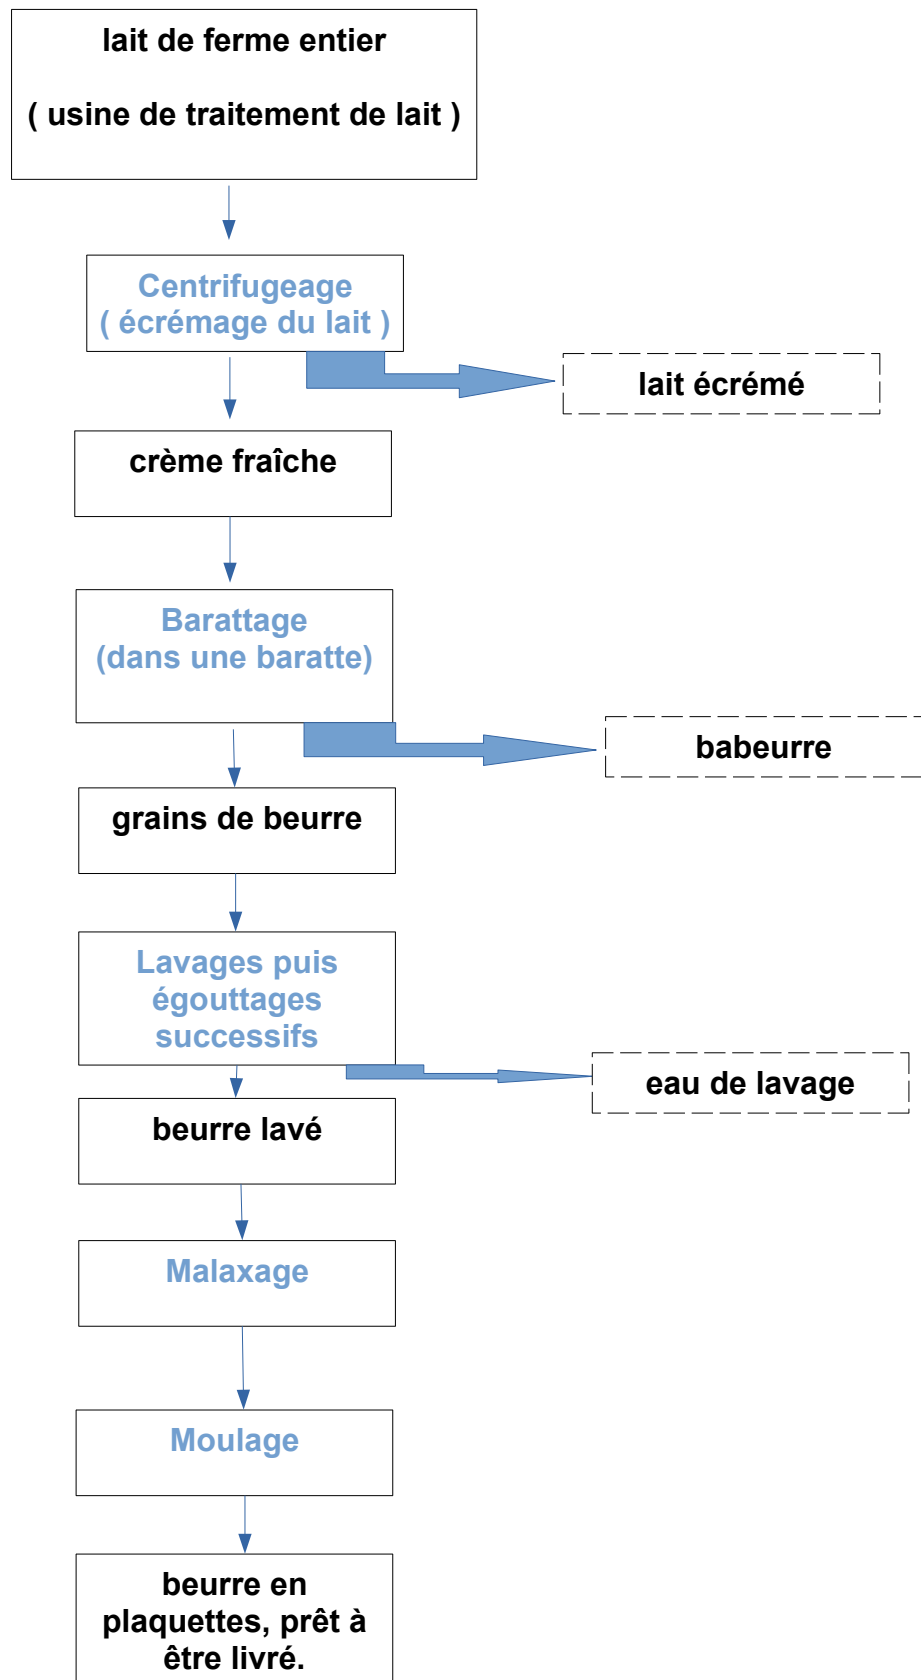 lait de ferme entier
( usine de traitement de lait )
Centrifugeage
( écrémage du lait )
lait écrémé
crème fraîche
Barattage
(dans une baratte)
babeurre
grains de beurre
Lavages puis
égouttages
successifs
eau de lavage
beurre lavé
Malaxage
Moulage
beurre en
plaquettes, prêt à
être livré.